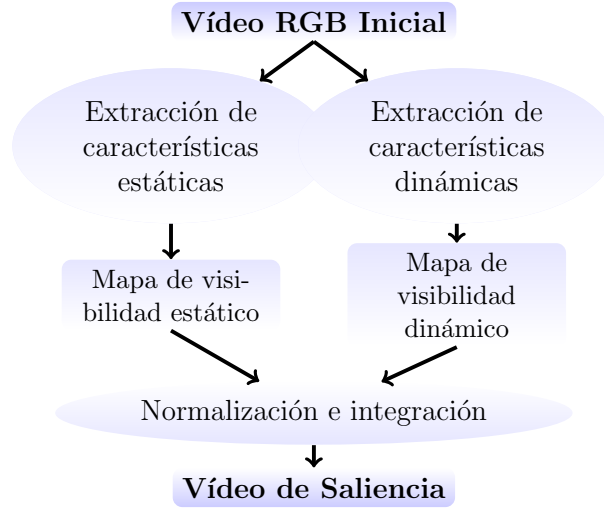 Vídeo RGB Inicial
Extracción de
características
estáticas
Extracción de
características
dinámicas
Mapa de visi-
bilidad estático
Mapa de
visibilidad
dinámico
Normalización e integración
Vídeo de Saliencia